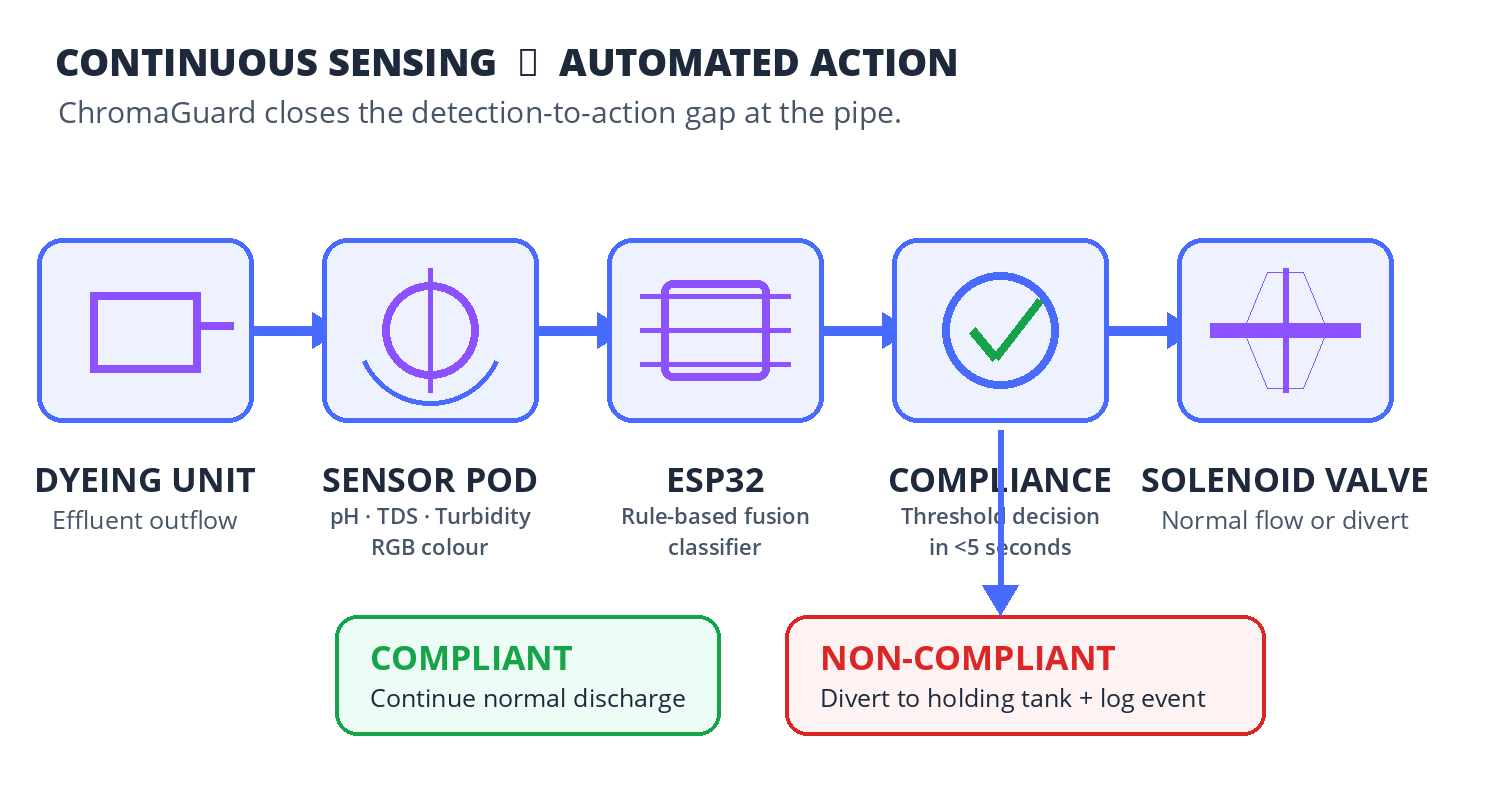 CONTINUOUS SENSING ▯ AUTOMATED ACTION
ChromaGuard closes the detection-to-action gap at the pipe.
DYEING UNIT
Effluent outflow
SENSOR POD
pH · TDS · Turbidity
RGB colour
ESP32
Rule-based fusion
classifier
COMPLIANCE
Threshold decision
in <5 seconds
SOLENOID VALVE
Normal flow or divert
COMPLIANT
Continue normal discharge
NON-COMPLIANT
Divert to holding tank + log event